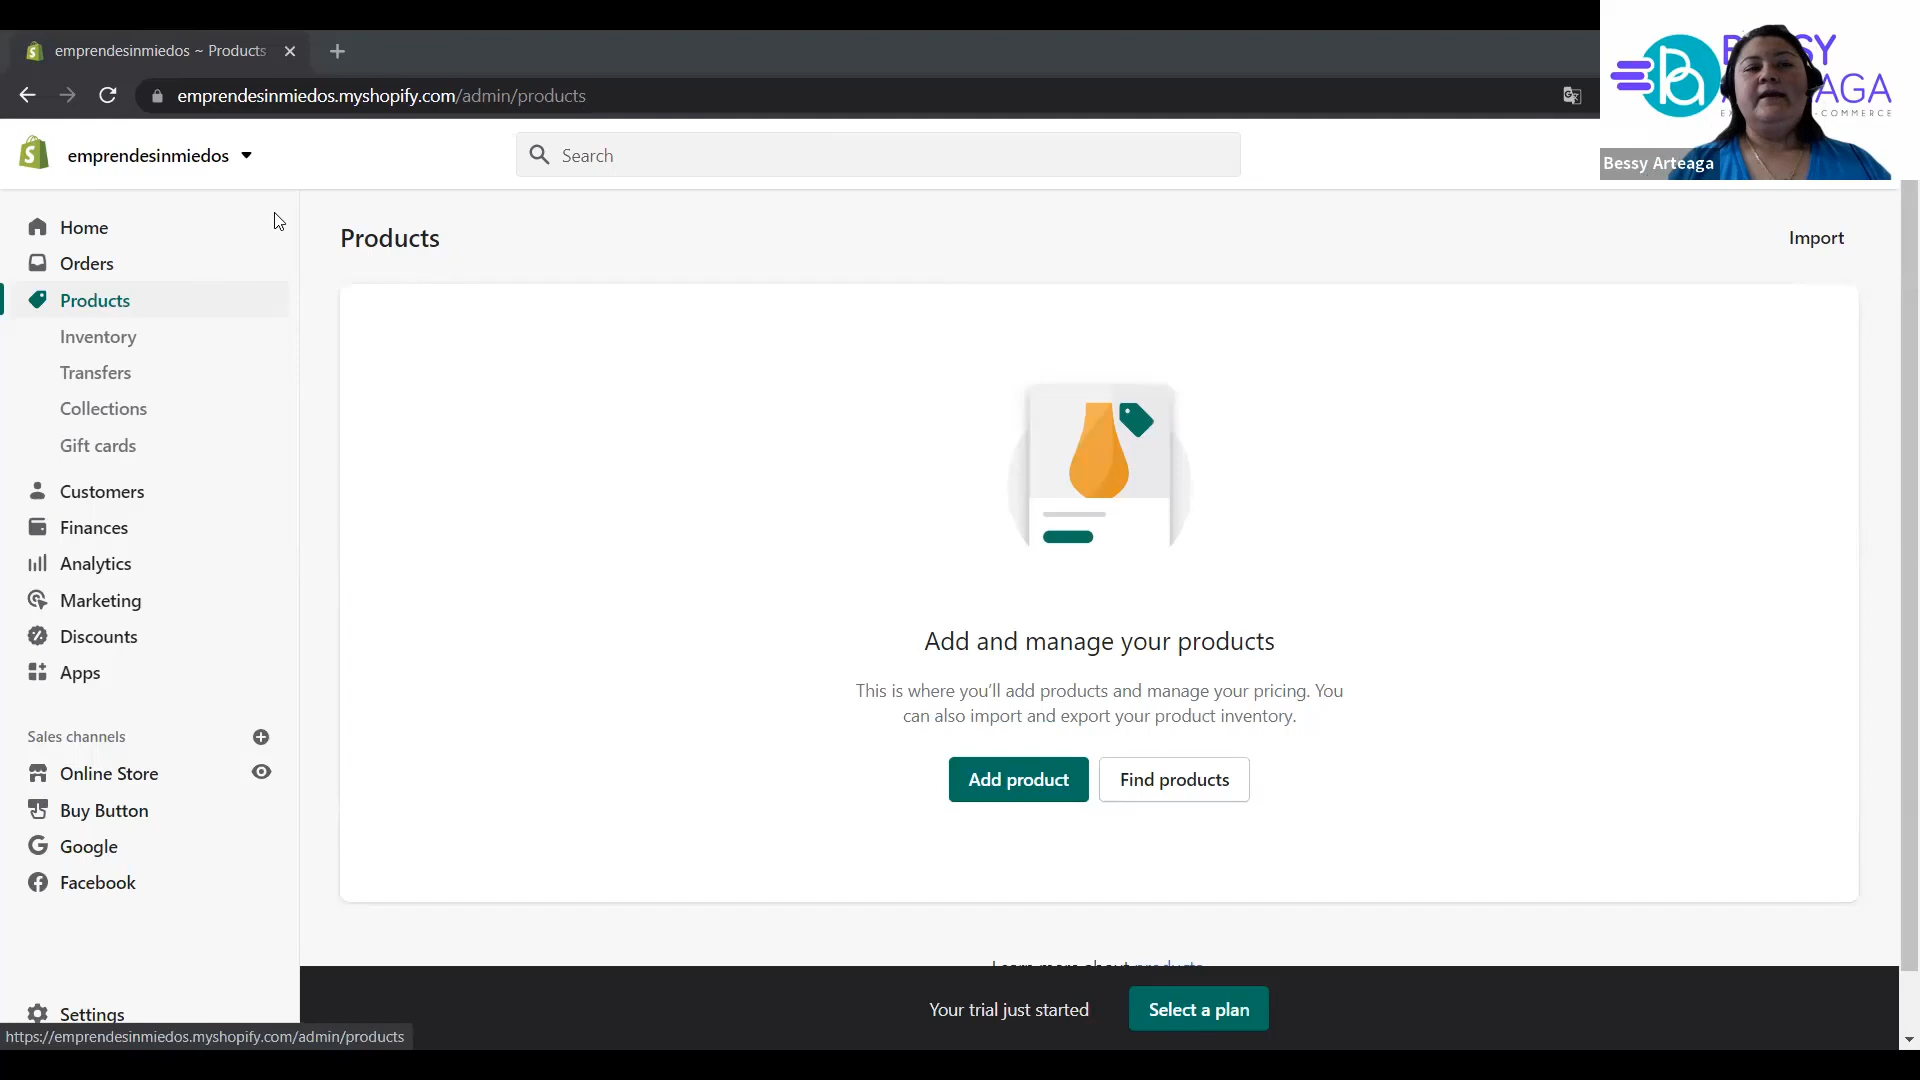 emprendesinmiedos ~ Products
emprendesinmiedos.myshopify.com/admin/products
emprendesinmiedos
Search
Bessy Arteaga
Home
Orders
Products
Inventory
Transfers
Collections
Gift cards
Customers
Finances
Analytics
Marketing
Discounts
Apps
Sales channels
Online Store
Buy Button
Google
Facebook
Settings
https://emprendesinmiedos.myshopify.com/admin/products
Products
Import
Add and manage your products
This is where you'll add products and manage your pricing. You
can also import and export your product inventory.
Add product
Find products
Learn more about products
Your trial just started
Select a plan